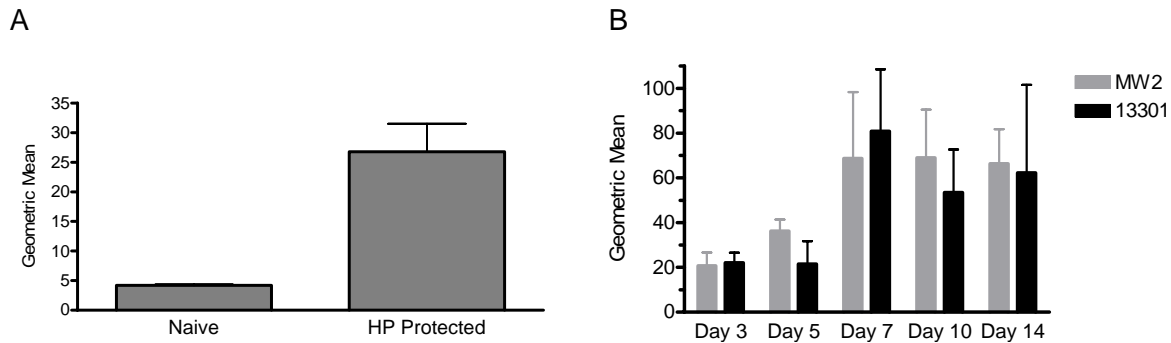 A
Geometric Mean
35
30
25
20
15
10
5
0
Naive
HP Protected
B
Geometric Mean
100
80
60
40
20
0
Day 3
Day 5
Day 7
Day 10
Day 14
MW2
13301